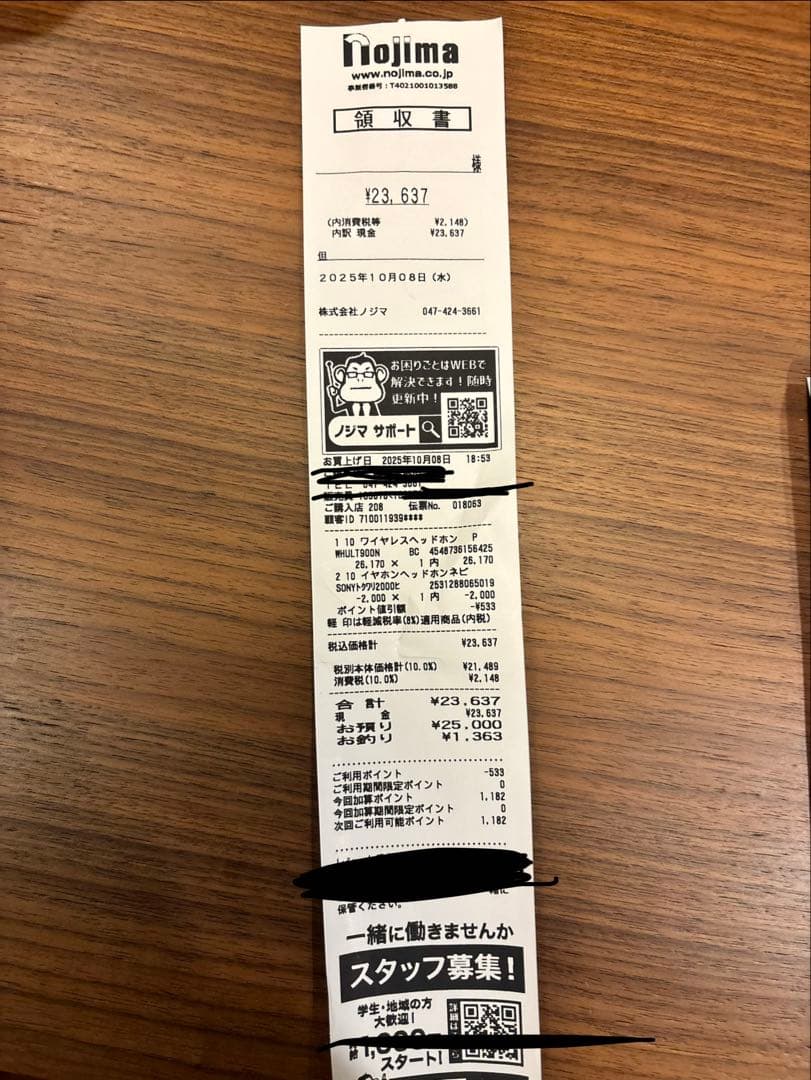 nojima
www.nojima.co.jp
事業者番号:T4021001013588
領収書
様
¥23,637
(内消費税等 ¥2,148)
内訳 現金 ¥23,637
但
2025年10月08日(水)
株式会社ノジマ 047-424-3661
お困りごとはWEBで
解決できます!随時
更新中!
ノジマ サポート
お買上げ日 2025年10月08日 18:53
ご購入店 208 伝票No. 018063
顧客ID 710011939****
1 10 ワイヤレスヘッドホン P
WHULT900N BC 4548736156425
26,170 × 1 内 26,170
2 10 イヤホンヘッドホンネビ
SONYトクワリ2000ヒ 2531288065019
-2,000 × 1 内 -2,000
ポイント値引額 -¥533
軽 印は軽減税率(8%)適用商品(内税)
税込価格計 ¥23,637
税別本体価格計(10.0%) ¥21,489
消費税(10.0%) ¥2,148
合 計 ¥23,637
現 金 ¥23,637
お預り ¥25,000
お釣り ¥1,363
ご利用ポイント -533
ご利用期間限定ポイント 0
今回加算ポイント 1,182
今回加算期間限定ポイント 0
次回ご利用可能ポイント 1,182
保管ください。
一緒に働きませんか
スタッフ募集!
学生・地域の方
大歓迎!
詳細はこちら
スタート!